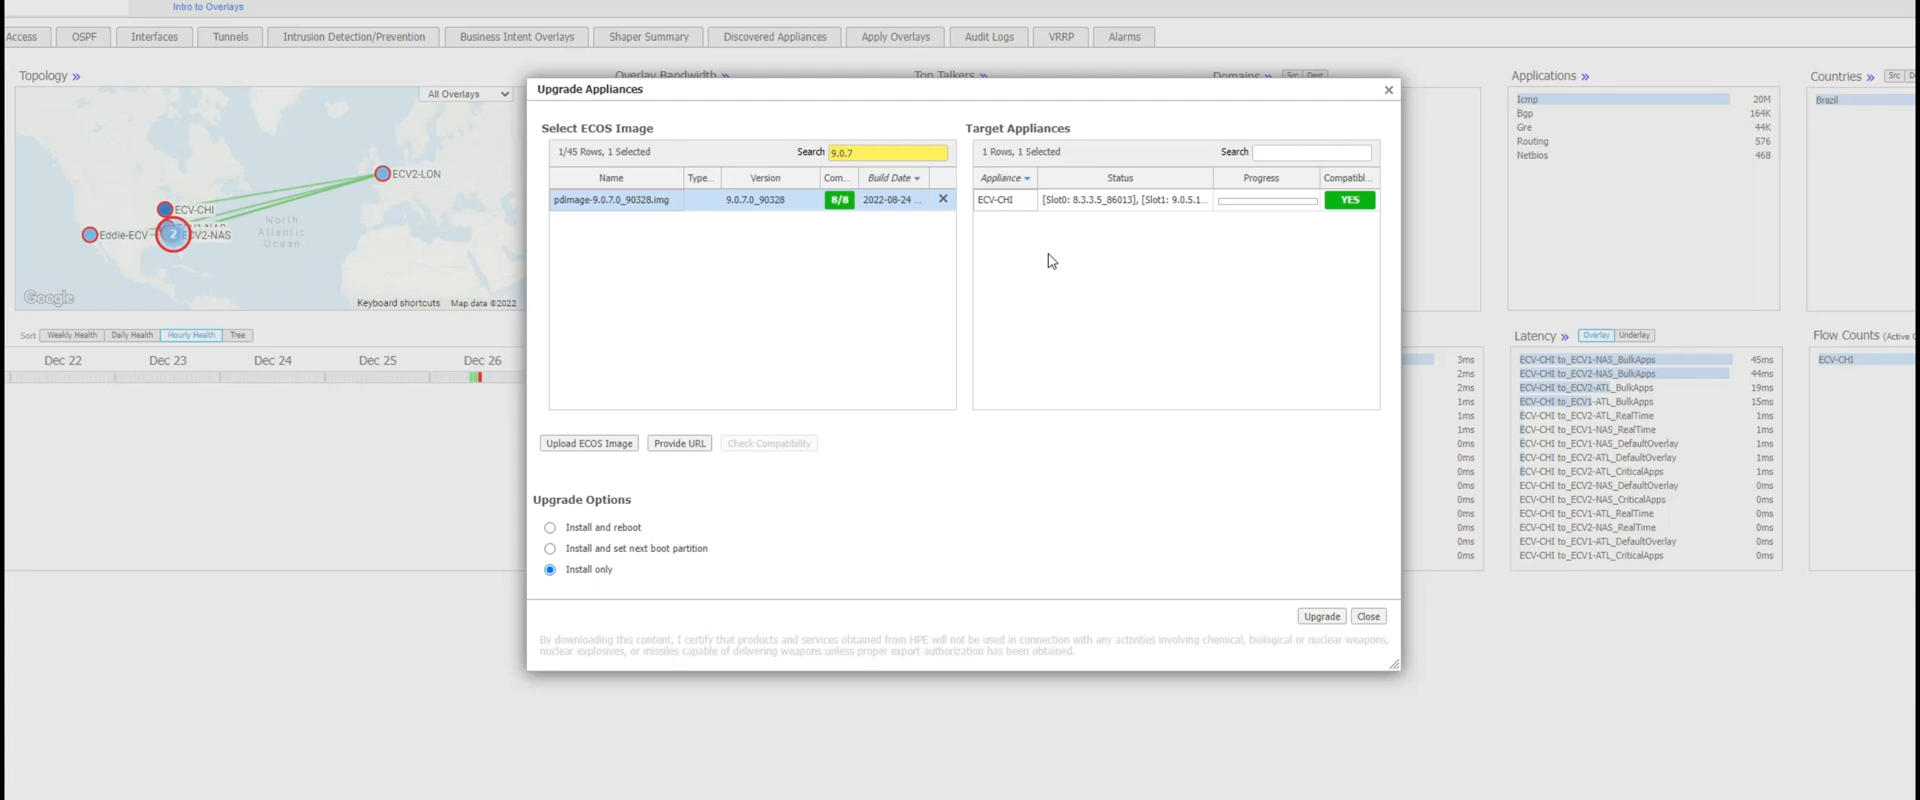 Intro to Overlays
Access OSPF Interfaces Tunnels Intrusion Detection/Prevention Business Intent Overlays Shaper Summary Discovered Appliances Apply Overlays Audit Logs VRRP Alarms
Topology »
Overlay Bandwidth »
Top Talkers »
Domains » Src Dest
Applications »
Countries » Src
All Overlays
ECV2-LON
ECV-CHI
Eddie-ECV
2
ECV2-NAS
North
Atlantic
Ocean
Google
Keyboard shortcuts Map data ©2022
Sort Weekly Health Daily Health Hourly Health Tree
Dec 22 Dec 23 Dec 24 Dec 25 Dec 26
Upgrade Appliances
Select ECOS Image
1/45 Rows, 1 Selected Search 9.0.7
Name Type... Version Com... Build Date
pdimage-9.0.7.0_90328.img 9.0.7.0_90328 8/8 2022-08-24 ...
Target Appliances
1 Rows, 1 Selected Search
Appliance Status Progress Compatibl...
ECV-CHI [Slot0: 8.3.3.5_86013], [Slot1: 9.0.5.1... YES
Upload ECOS Image Provide URL Check Compatibility
Upgrade Options
Install and reboot
Install and set next boot partition
Install only
Upgrade Close
By downloading this content, I certify that products and services obtained from HPE will not be used in connection with any activities involving chemical, biological or nuclear weapons,
nuclear explosives, or missiles capable of delivering weapons unless proper export authorization has been obtained.
Icmp 20M
Bgp 164K
Gre 44K
Routing 576
Netbios 468
Brazil
3ms
2ms
2ms
1ms
1ms
1ms
0ms
0ms
0ms
0ms
0ms
0ms
0ms
0ms
0ms
Latency » Overlay Underlay
ECV-CHI to_ECV1-NAS_BulkApps 45ms
ECV-CHI to_ECV2-NAS_BulkApps 44ms
ECV-CHI to_ECV2-ATL_BulkApps 19ms
ECV-CHI to_ECV1-ATL_BulkApps 15ms
ECV-CHI to_ECV2-ATL_RealTime 1ms
ECV-CHI to_ECV1-NAS_RealTime 1ms
ECV-CHI to_ECV1-NAS_DefaultOverlay 1ms
ECV-CHI to_ECV2-ATL_DefaultOverlay 1ms
ECV-CHI to_ECV2-ATL_CriticalApps 1ms
ECV-CHI to_ECV2-NAS_DefaultOverlay 0ms
ECV-CHI to_ECV2-NAS_CriticalApps 0ms
ECV-CHI to_ECV1-ATL_RealTime 0ms
ECV-CHI to_ECV2-NAS_RealTime 0ms
ECV-CHI to_ECV1-ATL_DefaultOverlay 0ms
ECV-CHI to_ECV1-ATL_CriticalApps 0ms
Flow Counts (Active
ECV-CHI